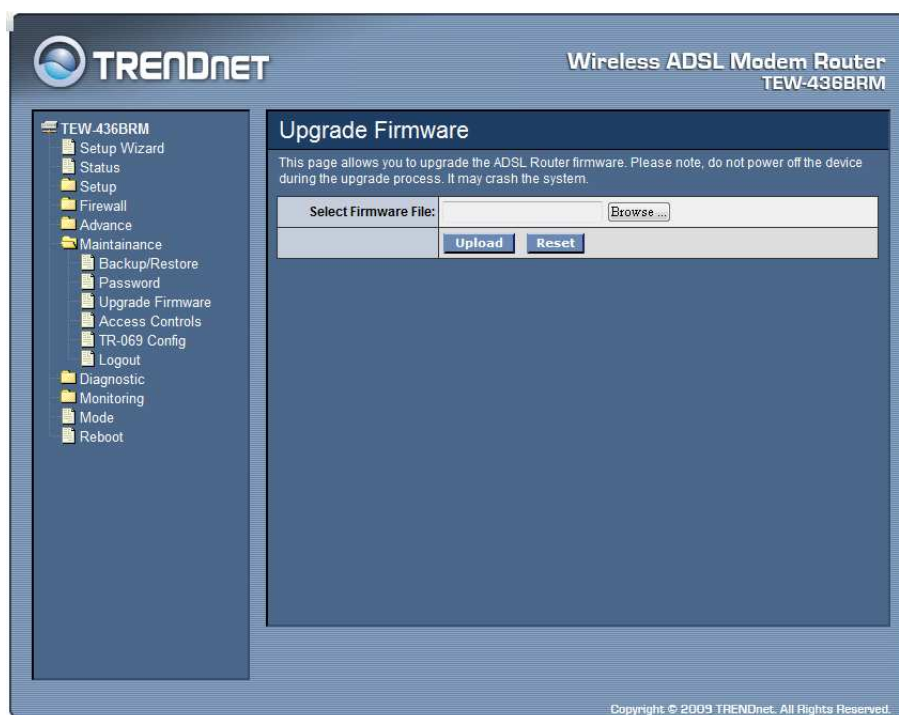 TRENDNET
Wireless ADSL Modem Router
TEW-436BRM
TEW-436BRM
Setup Wizard
Status
Setup
Firewall
Advance
Maintainance
Backup/Restore
Password
Upgrade Firmware
Access Controls
TR-069 Config
Logout
Diagnostic
Monitoring
Mode
Reboot
Upgrade Firmware
This page allows you to upgrade the ADSL Router firmware. Please note, do not power off the device
during the upgrade process. It may crash the system.
Select Firmware File:
Browse ...
Upload Reset
Copyright © 2009 TRENDnet. All Rights Reserved.